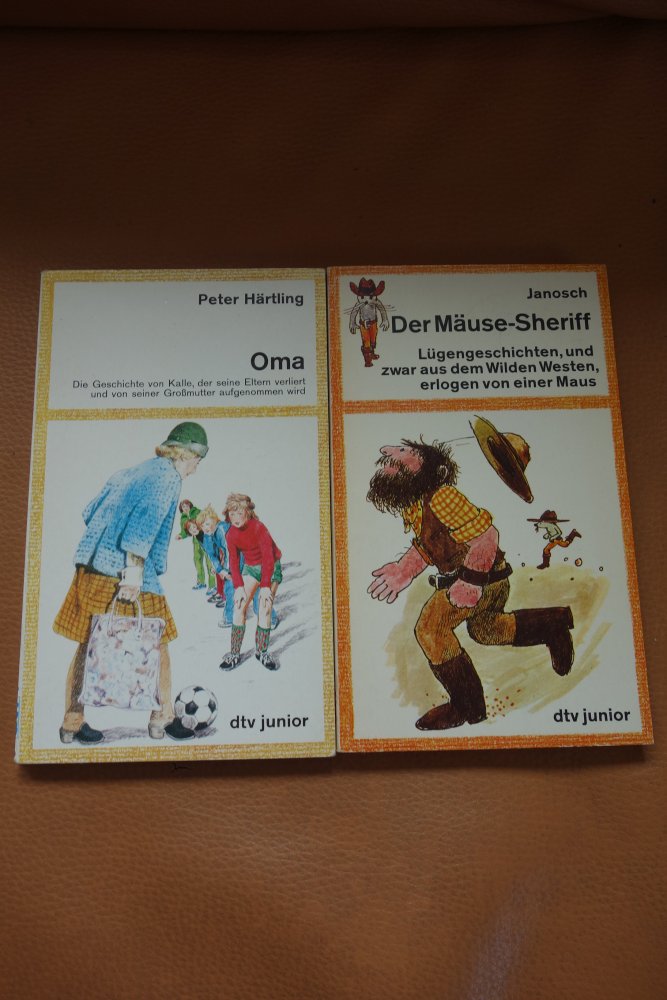 Peter Härtling
Oma
Die Geschichte von Kalle, der seine Eltern verliert
und von seiner Großmutter aufgenommen wird
dtv junior
Janosch
Der Mäuse-Sheriff
Lügengeschichten, und
zwar aus dem Wilden Westen,
erlogen von einer Maus
dtv junior